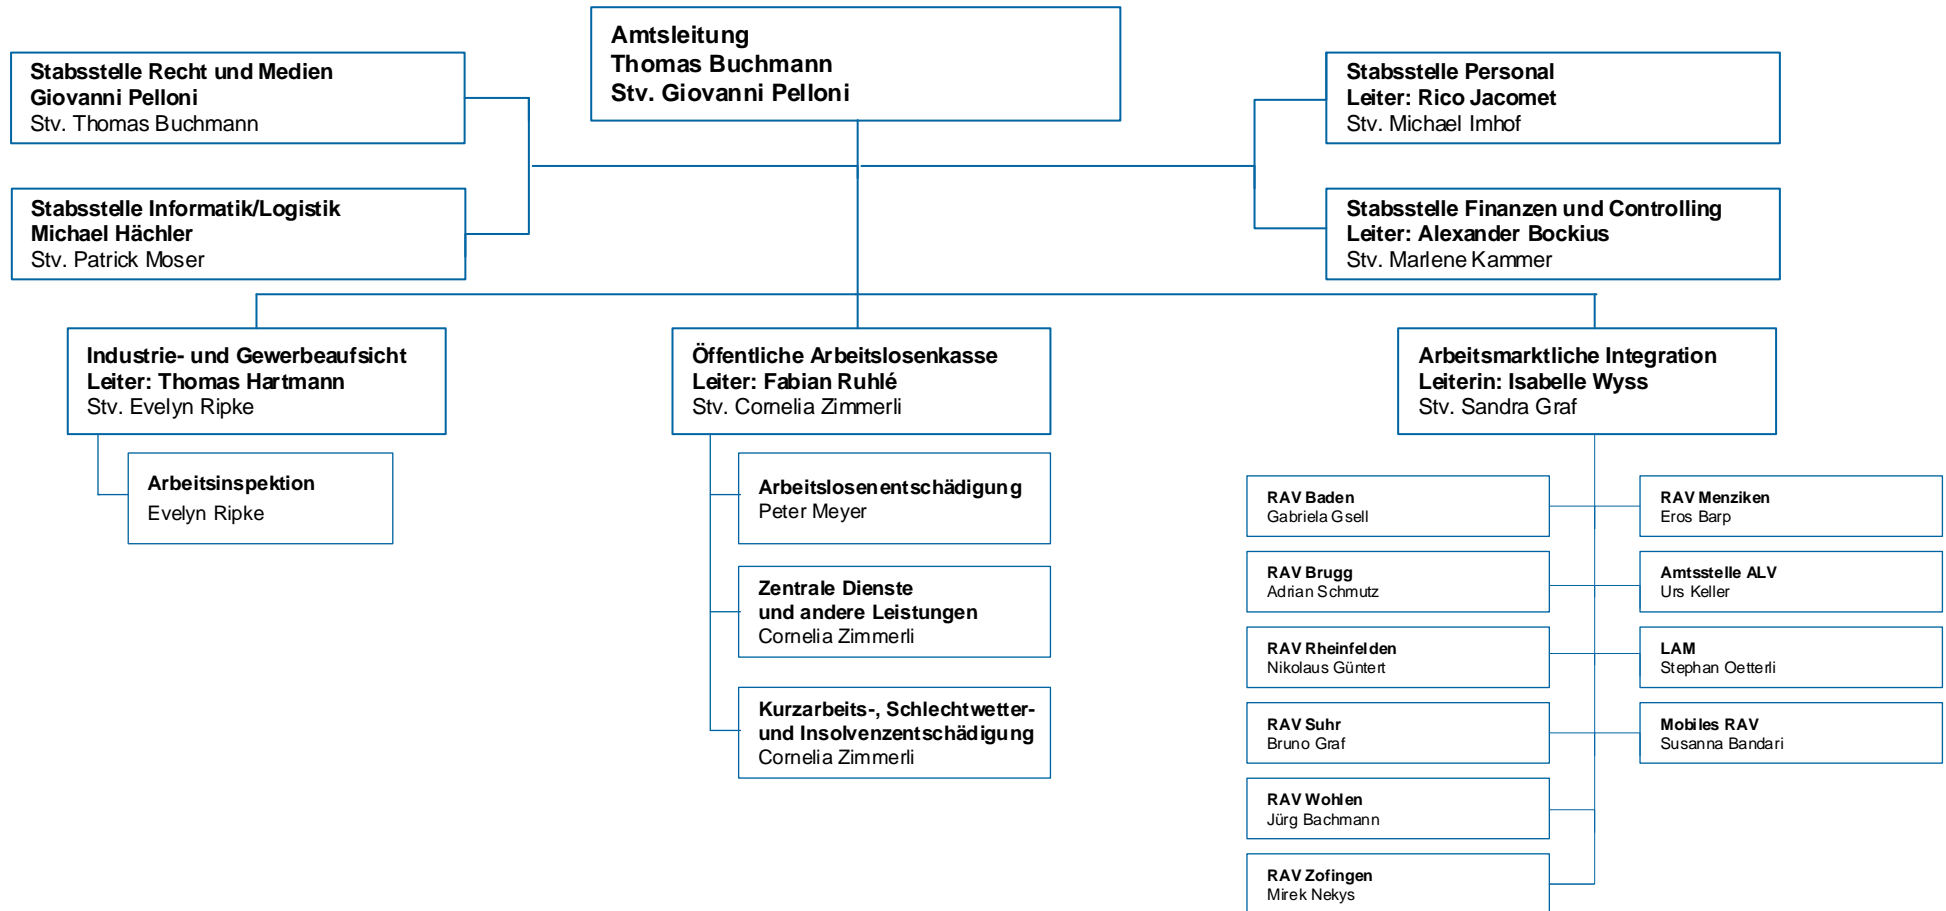 Amtsleitung
Thomas Buchmann
Stv. Giovanni Pelloni
Stabsstelle Recht und Medien
Giovanni Pelloni
Stv. Thomas Buchmann
Stabsstelle Personal
Leiter: Rico Jacomet
Stv. Michael Imhof
Stabsstelle Informatik/Logistik
Michael Hächler
Stv. Patrick Moser
Stabsstelle Finanzen und Controlling
Leiter: Alexander Bockius
Stv. Marlene Kammer
Industrie- und Gewerbeaufsicht
Leiter: Thomas Hartmann
Stv. Evelyn Ripke
Arbeitsinspektion
Evelyn Ripke
Öffentliche Arbeitslosenkasse
Leiter: Fabian Ruhlé
Stv. Cornelia Zimmerli
Arbeitslosenentschädigung
Peter Meyer
Zentrale Dienste
und andere Leistungen
Cornelia Zimmerli
Kurzarbeits-, Schlechtwetter-
und Insolvenzentschädigung
Cornelia Zimmerli
Arbeitsmarktliche Integration
Leiterin: Isabelle Wyss
Stv. Sandra Graf
RAV Baden
Gabriela Gsell
RAV Brugg
Adrian Schmutz
RAV Rheinfelden
Nikolaus Güntert
RAV Suhr
Bruno Graf
RAV Wohlen
Jürg Bachmann
RAV Zofingen
Mirek Nekys
RAV Menziken
Eros Barp
Amtsstelle ALV
Urs Keller
LAM
Stephan Oetterli
Mobiles RAV
Susanna Bandari